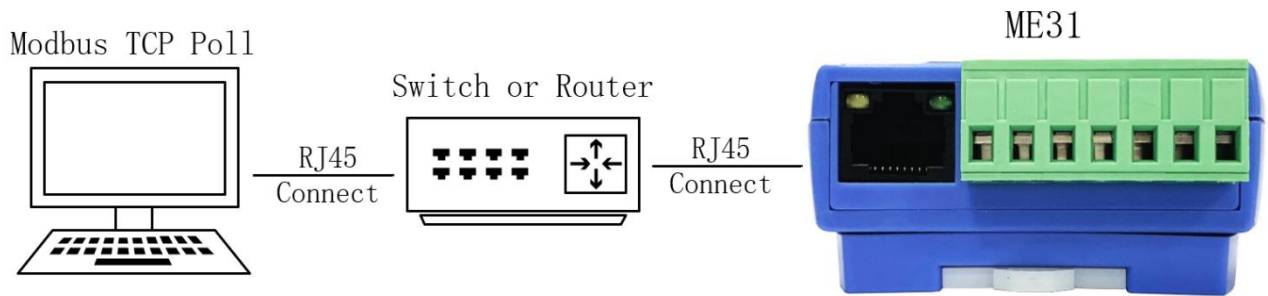 ME31
Modbus TCP Poll
Switch or Router
RJ45
Connect
RJ45
Connect